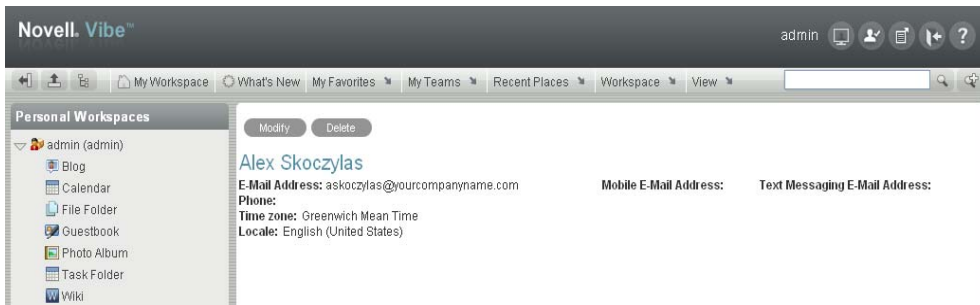 Novell. Vibe™
admin ?
My Workspace What's New My Favorites My Teams Recent Places Workspace View
Personal Workspaces
admin (admin)
Blog
Calendar
File Folder
Guestbook
Photo Album
Task Folder
Wiki
Modify Delete
Alex Skoczylas
E-Mail Address: askoczylas@yourcompanyname.com Mobile E-Mail Address: Text Messaging E-Mail Address:
Phone:
Time zone: Greenwich Mean Time
Locale: English (United States)